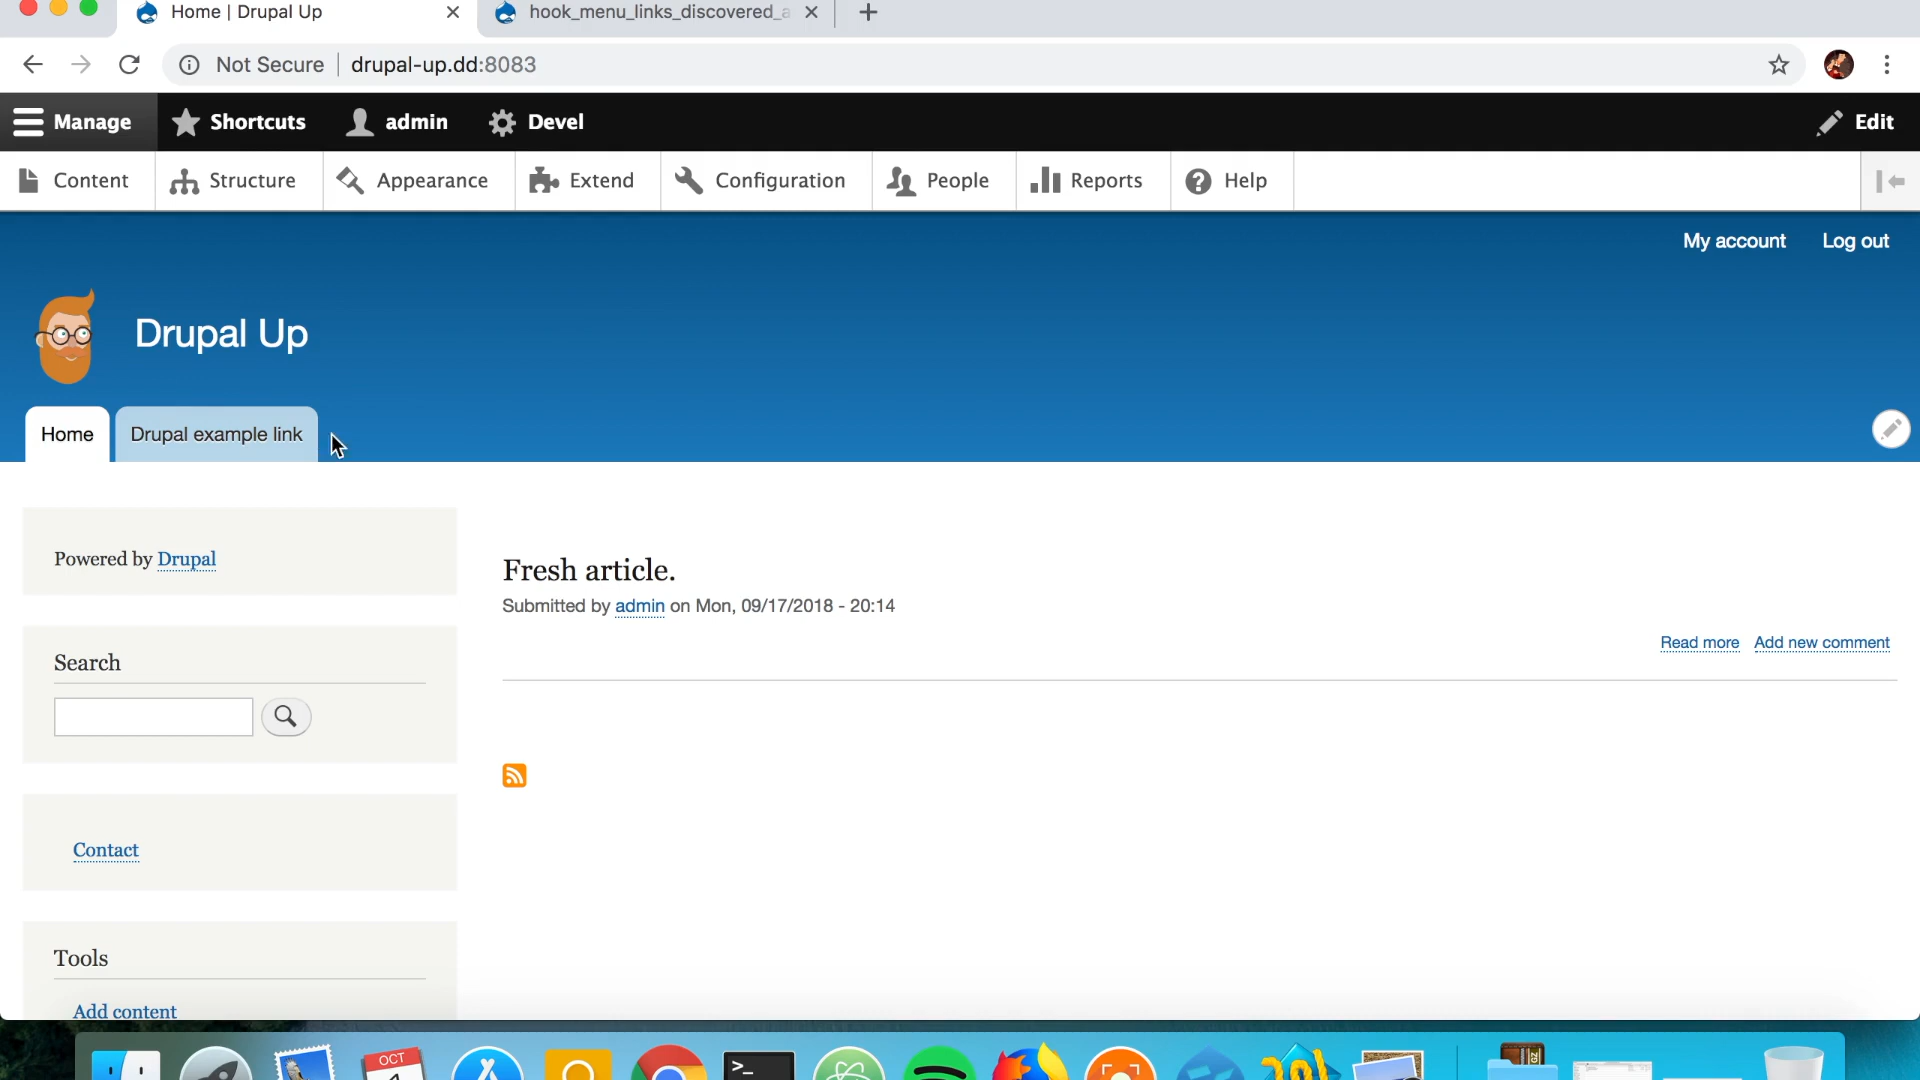 Home | Drupal Up
hook_menu_links_discovered_a
Not Secure
drupal-up.dd:8083
Manage
Shortcuts
admin
Devel
Edit
Content
Structure
Appearance
Extend
Configuration
People
Reports
Help
My account
Log out
Drupal Up
Home
Drupal example link
Powered by Drupal
Fresh article.
Submitted by admin on Mon, 09/17/2018 - 20:14
Read more
Add new comment
Search
Contact
Tools
Add content
OCT